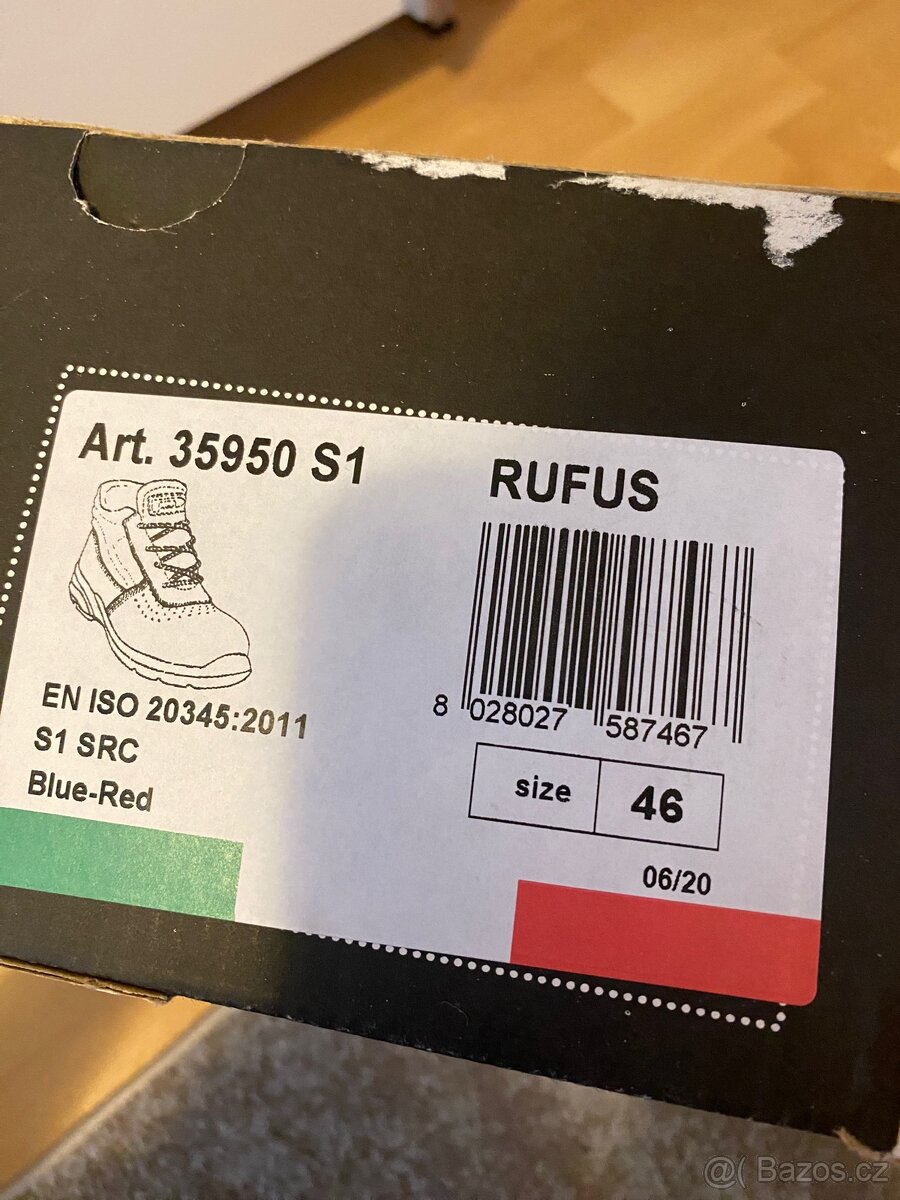 Art. 35950 S1
RUFUS
EN ISO 20345:2011
S1 SRC
Blue-Red
8 028027 587467
size 46
06/20
@( Bazos.cz